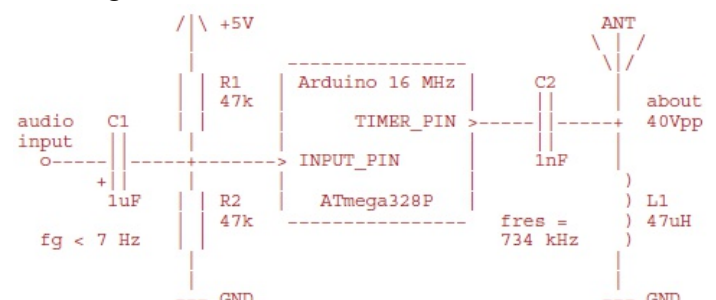 +5V ANT
R1 Arduino 16 MHz C2
47k about
audio C1 TIMER_PIN > 40Vpp
input
> INPUT_PIN 1nF
+
1uF R2 ATmega328P L1
47k fres = 47uH
fg < 7 Hz 734 kHz
GND GND